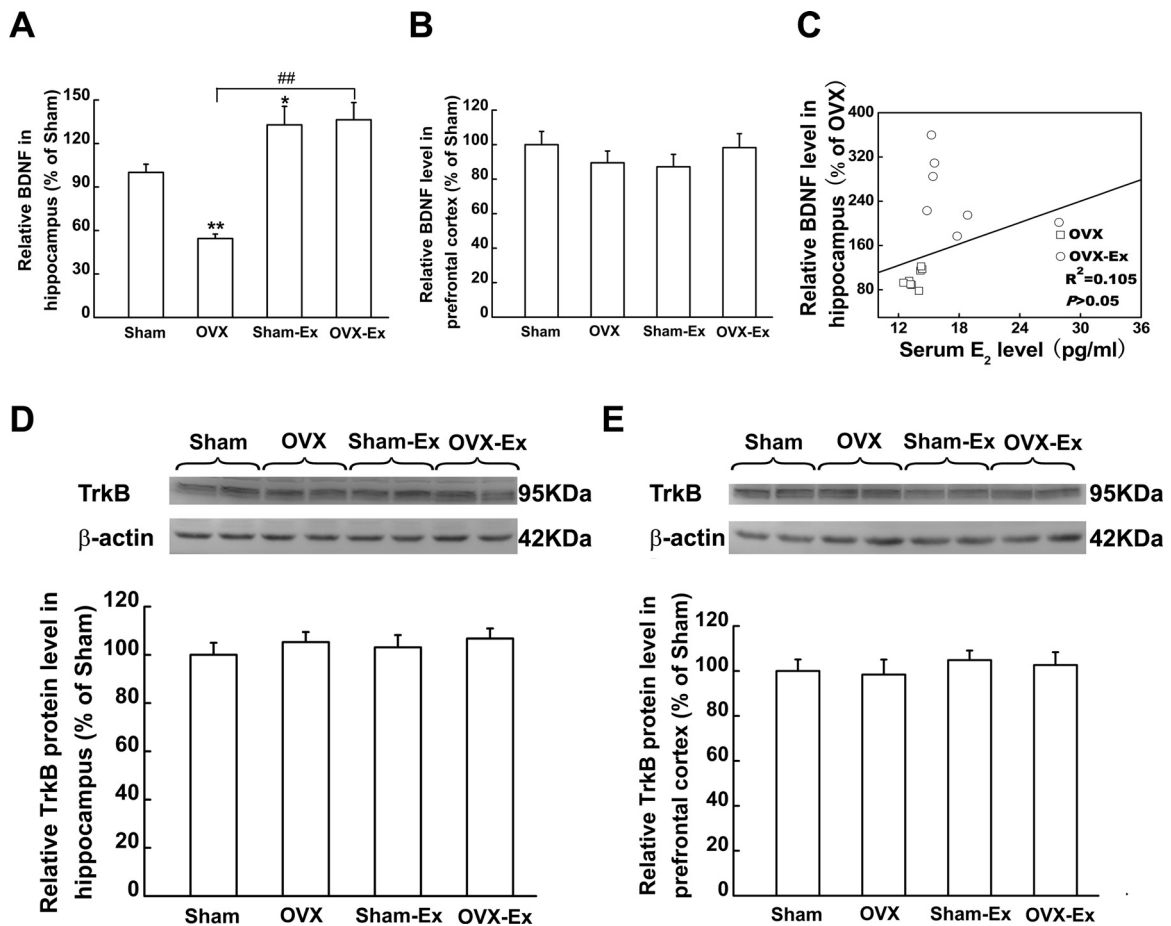 A
Relative BDNF in
hippocampus (% of Sham)
150
120
90
60
30
0
**
*
##
Sham
OVX
Sham-Ex
OVX-Ex
B
Relative BDNF level in
prefrontal cortex (% of Sham)
120
100
80
60
40
20
0
Sham
OVX
Sham-Ex
OVX-Ex
C
Relative BDNF level in
hippocampus (% of OVX)
400
320
240
160
80
OVX
OVX-Ex
R²=0.105
P>0.05
12
18
24
30
36
Serum E₂ level (pg/ml)
D
Sham
OVX
Sham-Ex
OVX-Ex
TrkB
95KDa
β-actin
42KDa
Relative TrkB protein level in
hippocampus (% of Sham)
120
100
80
60
40
20
0
Sham
OVX
Sham-Ex
OVX-Ex
E
Sham
OVX
Sham-Ex
OVX-Ex
TrkB
95KDa
β-actin
42KDa
Relative TrkB protein level in
prefrontal cortex (% of Sham)
120
100
80
60
40
20
0
Sham
OVX
Sham-Ex
OVX-Ex